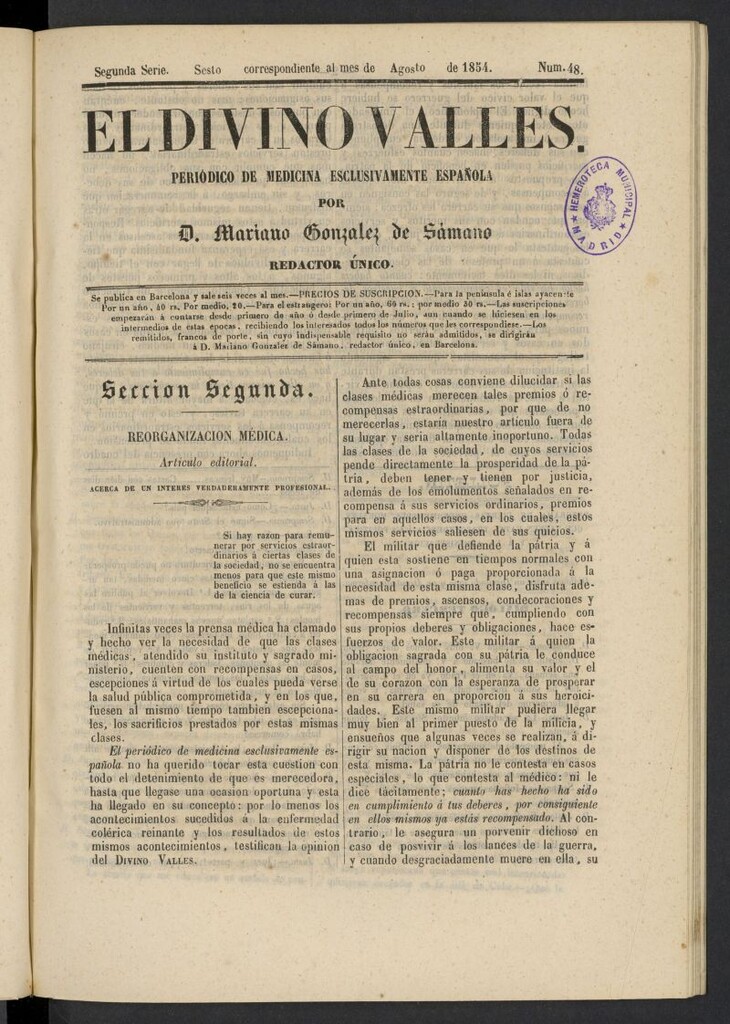 Segunda Serie. Sesto correspondiente al mes de Agosto de 1854. Num. 48.
EL DIVINO VALLES.
PERIÓDICO DE MEDICINA ESCLUSIVAMENTE ESPAÑOLA
POR
D. Mariano Gonzalez de Sámano
REDACTOR ÚNICO.
HEMEROTECA MUNICIPAL
MADRID
Se publica en Barcelona y sale seis veces al mes.—PRECIOS DE SUSCRIPCION.—Para la península é islas ayacente
Por un año, 40 rs. Por medio, 20.—Para el estrangero: Por un año, 60 rs.: por medio 30 rs.—Las suscripciones
empezarán á contarse desde primero de año ó desde primero de Julio, aun cuando se hiciesen en los
intermedios de estas épocas, recibiendo los interesados todos los números que les correspondiese.—Los
remitidos, francos de porte, sin cuyo indispensable requisito no serán admitidos, se dirigirán
á D. Mariano Gonzalez de Sámano, redactor único, en Barcelona.
Seccion Segunda.
REORGANIZACION MÉDICA.
Artículo editorial.
ACERCA DE UN INTERES VERDADERAMENTE PROFESIONAL.
Si hay razon para remu-
nerar por servicios estraor-
dinarios á ciertas clases de
la sociedad, no se encuentra
menos para que este mismo
beneficio se estienda á las
de la ciencia de curar.
Infinitas veces la prensa médica ha clamado
y hecho ver la necesidad de que las clases
médicas, atendido su instituto y sagrado mi-
nisterio, cuenten con recompensas en casos,
escepciones á virtud de los cuales pueda verse
la salud pública comprometida, y en los que,
fuesen al mismo tiempo tambien escepciona-
les, los sacrificios prestados por estas mismas
clases.
El periódico de medicina esclusivamente es-
pañola no ha querido tocar esta cuestion con
todo el detenimiento de que es merecedora,
hasta que llegase una ocasion oportuna y esta
ha llegado en su concepto: por lo menos los
acontecimientos sucedidos á la enfermedad
colérica reinante y los resultados de estos
mismos acontecimientos, testifican la opinion
del DIVINO VALLES.
Ante todas cosas conviene dilucidar si las
clases médicas merecen tales premios ó re-
compensas estraordinarias, por que de no
merecerlas, estaria nuestro artículo fuera de
su lugar y seria altamente inoportuno. Todas
las clases de la sociedad, de cuyos servicios
pende directamente la prosperidad de la pá-
tria, deben tener y tienen por justicia,
además de los emolumentos señalados en re-
compensa á sus servicios ordinarios, premios
para en aquellos casos, en los cuales, estos
mismos servicios saliesen de sus quicios.
El militar que defiende la pátria y á
quien esta sostiene en tiempos normales con
una asignacion ó paga proporcionada á la
necesidad de esta misma clase, disfruta ade-
mas de premios, ascensos, condecoraciones y
recompensas siempre que, cumpliendo con
sus propios deberes y obligaciones, hace es-
fuerzos de valor. Este militar á quien la
obligacion sagrada con su pátria le conduce
al campo del honor, alimenta su valor y el
de su corazon con la esperanza de prosperar
en su carrera en proporcion á sus heroici-
dades. Este mismo militar pudiera llegar
muy bien al primer puesto de la milicia, y
ensueños que algunas veces se realizan, á di-
rigir su nacion y disponer de los destinos de
esta misma. La pátria no le contesta en casos
especiales, lo que contesta al médico: ni le
dice tácitamente; cuanto has hecho ha sido
en cumplimiento á tus deberes, por consiguiente
en ellos mismos ya estás recompensado. Al con-
trario, le asegura un porvenir dichoso en
caso de posvivir á los lances de la guerra,
y cuando desgraciadamente muere en ella, su